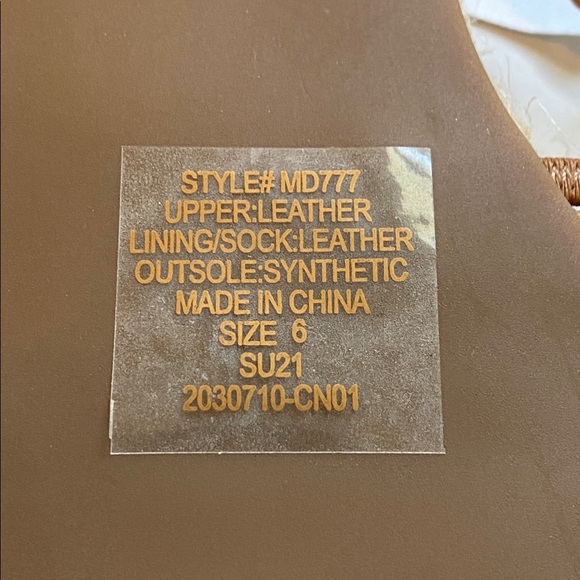 STYLE# MD777
UPPER:LEATHER
LINING/SOCK:LEATHER
OUTSOLE:SYNTHETIC
MADE IN CHINA
SIZE 6
SU21
2030710-CN01